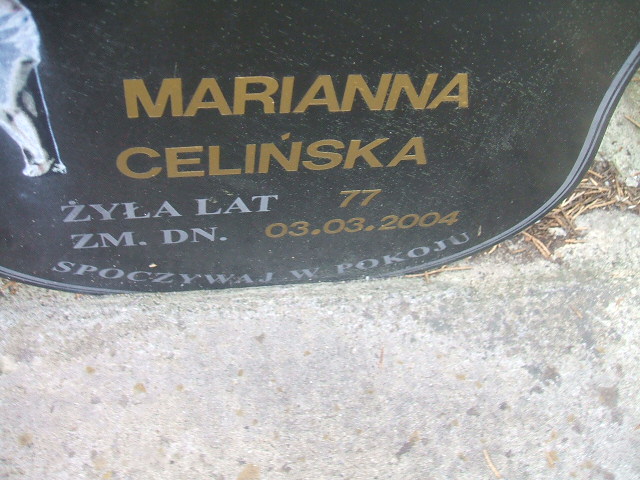 MARIANNA
CELIŃSKA
ŻYŁA LAT 77
ZM. DN. 03.03.2004
SPOCZYWAJ W POKOJU